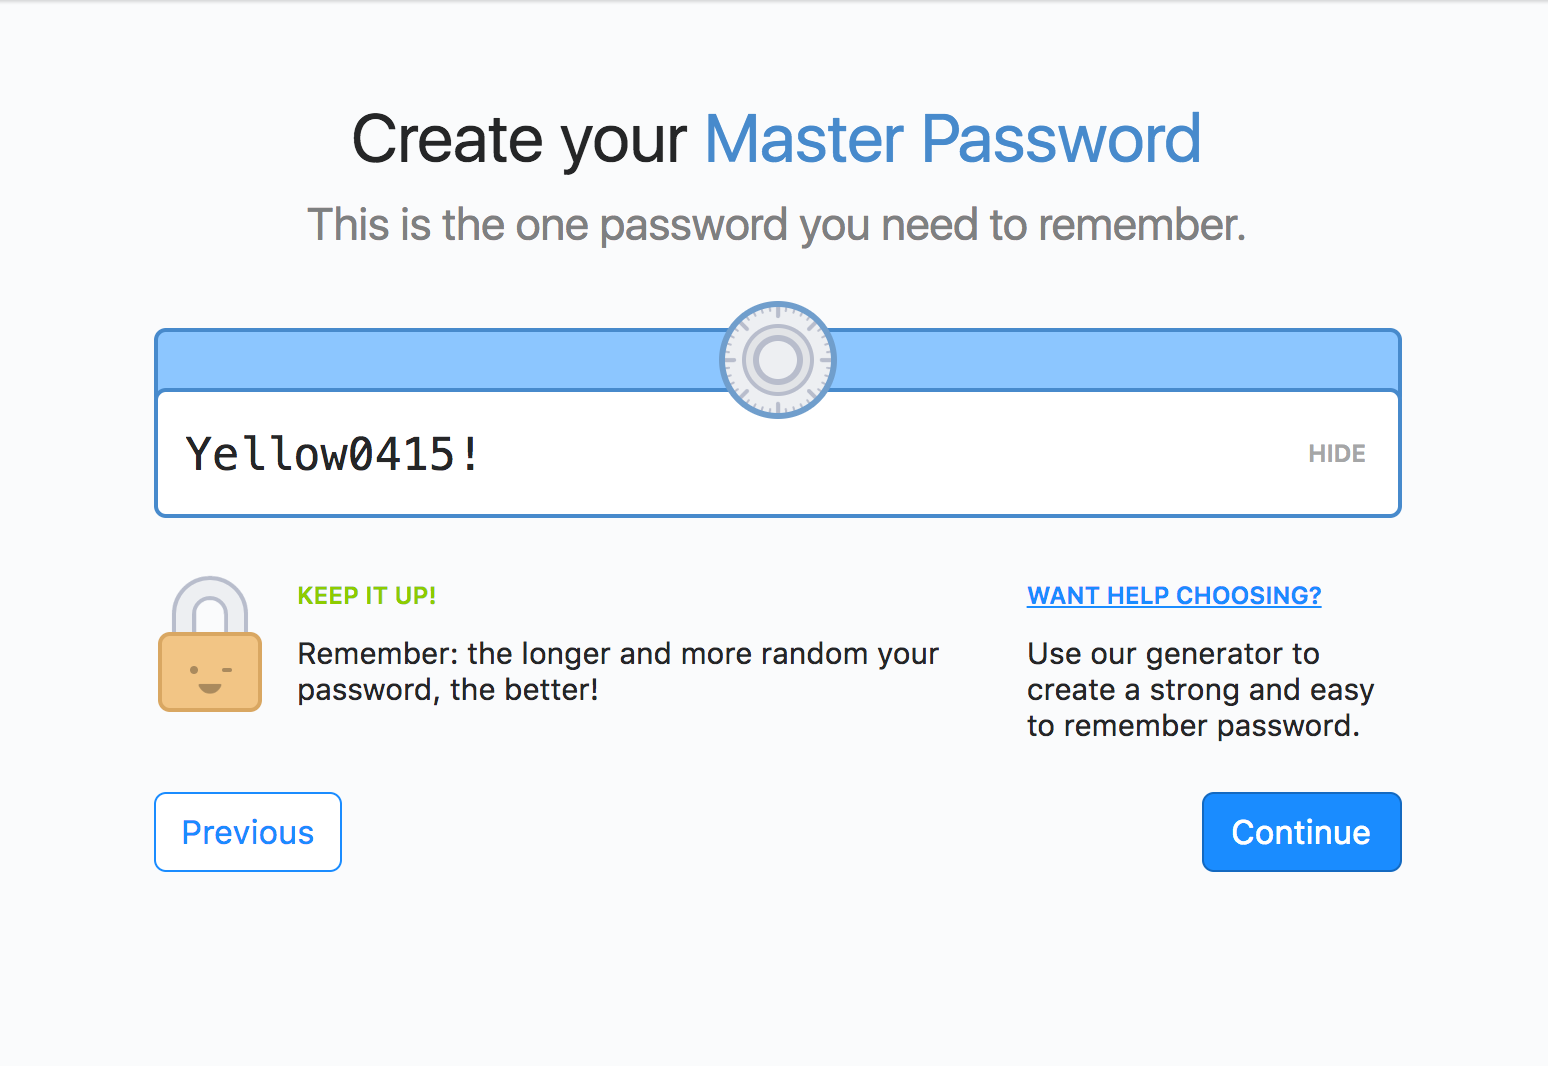 Create your Master Password
This is the one password you need to remember.
Yellow0415!
HIDE
KEEP IT UP!
Remember: the longer and more random your
password, the better!
WANT HELP CHOOSING?
Use our generator to
create a strong and easy
to remember password.
Previous
Continue